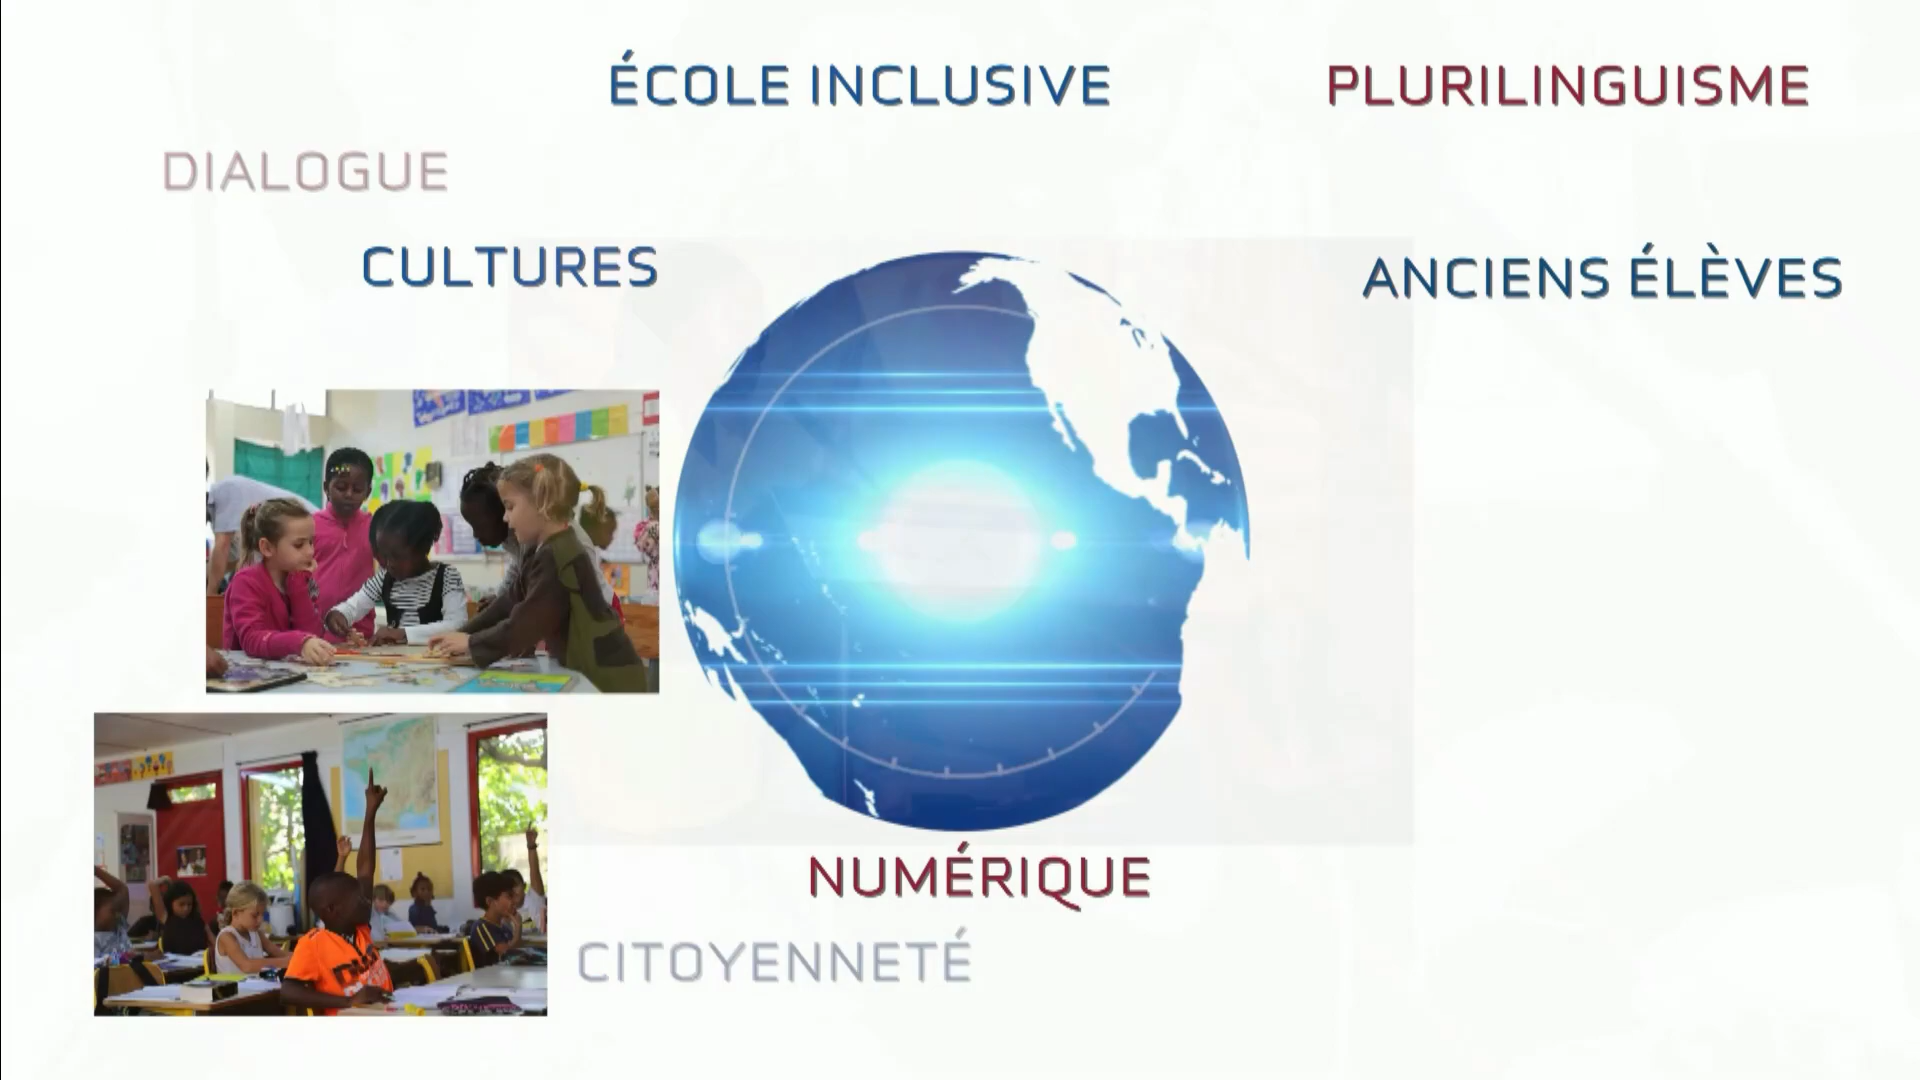 ÉCOLE INCLUSIVE
PLURILINGUISME
DIALOGUE
CULTURES
ANCIENS ÉLÈVES
NUMÉRIQUE
CITOYENNETÉ